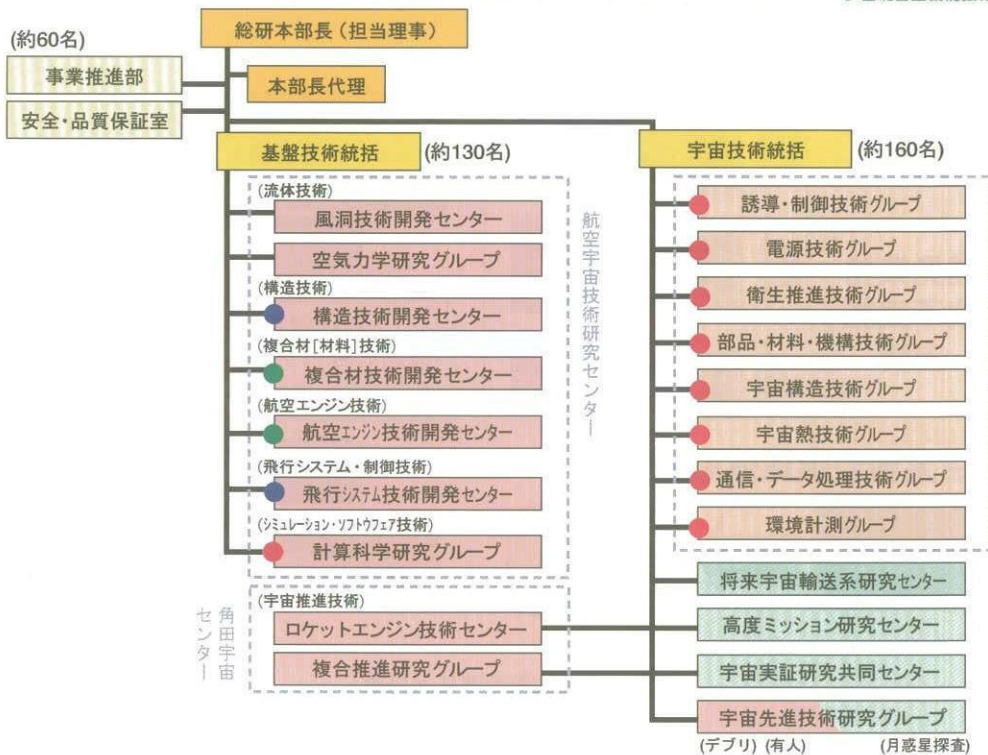 総研本部長（担当理事）
(約60名)
事業推進部
本部長代理
安全・品質保証室
基盤技術統括
(約130名)
宇宙技術統括
(約160名)
(流体技術)
風洞技術開発センター
空気力学研究グループ
(構造技術)
構造技術開発センター
(複合材[材料]技術)
複合材技術開発センター
(航空エンジン技術)
航空エンジン技術開発センター
(飛行システム・制御技術)
飛行システム技術開発センター
(シミュレーション・ソフトウフェア技術)
計算科学研究グループ
航空宇宙技術研究センター
(宇宙推進技術)
ロケットエンジン技術センター
複合推進研究グループ
角田宇宙
センター
誘導・制御技術グループ
電源技術グループ
衛生推進技術グループ
部品・材料・機構技術グループ
宇宙構造技術グループ
宇宙熱技術グループ
通信・データ処理技術グループ
環境計測グループ
将来宇宙輸送系研究センター
高度ミッション研究センター
宇宙実証研究共同センター
宇宙先進技術研究グループ
(デブリ) (有人) (月惑星探査)